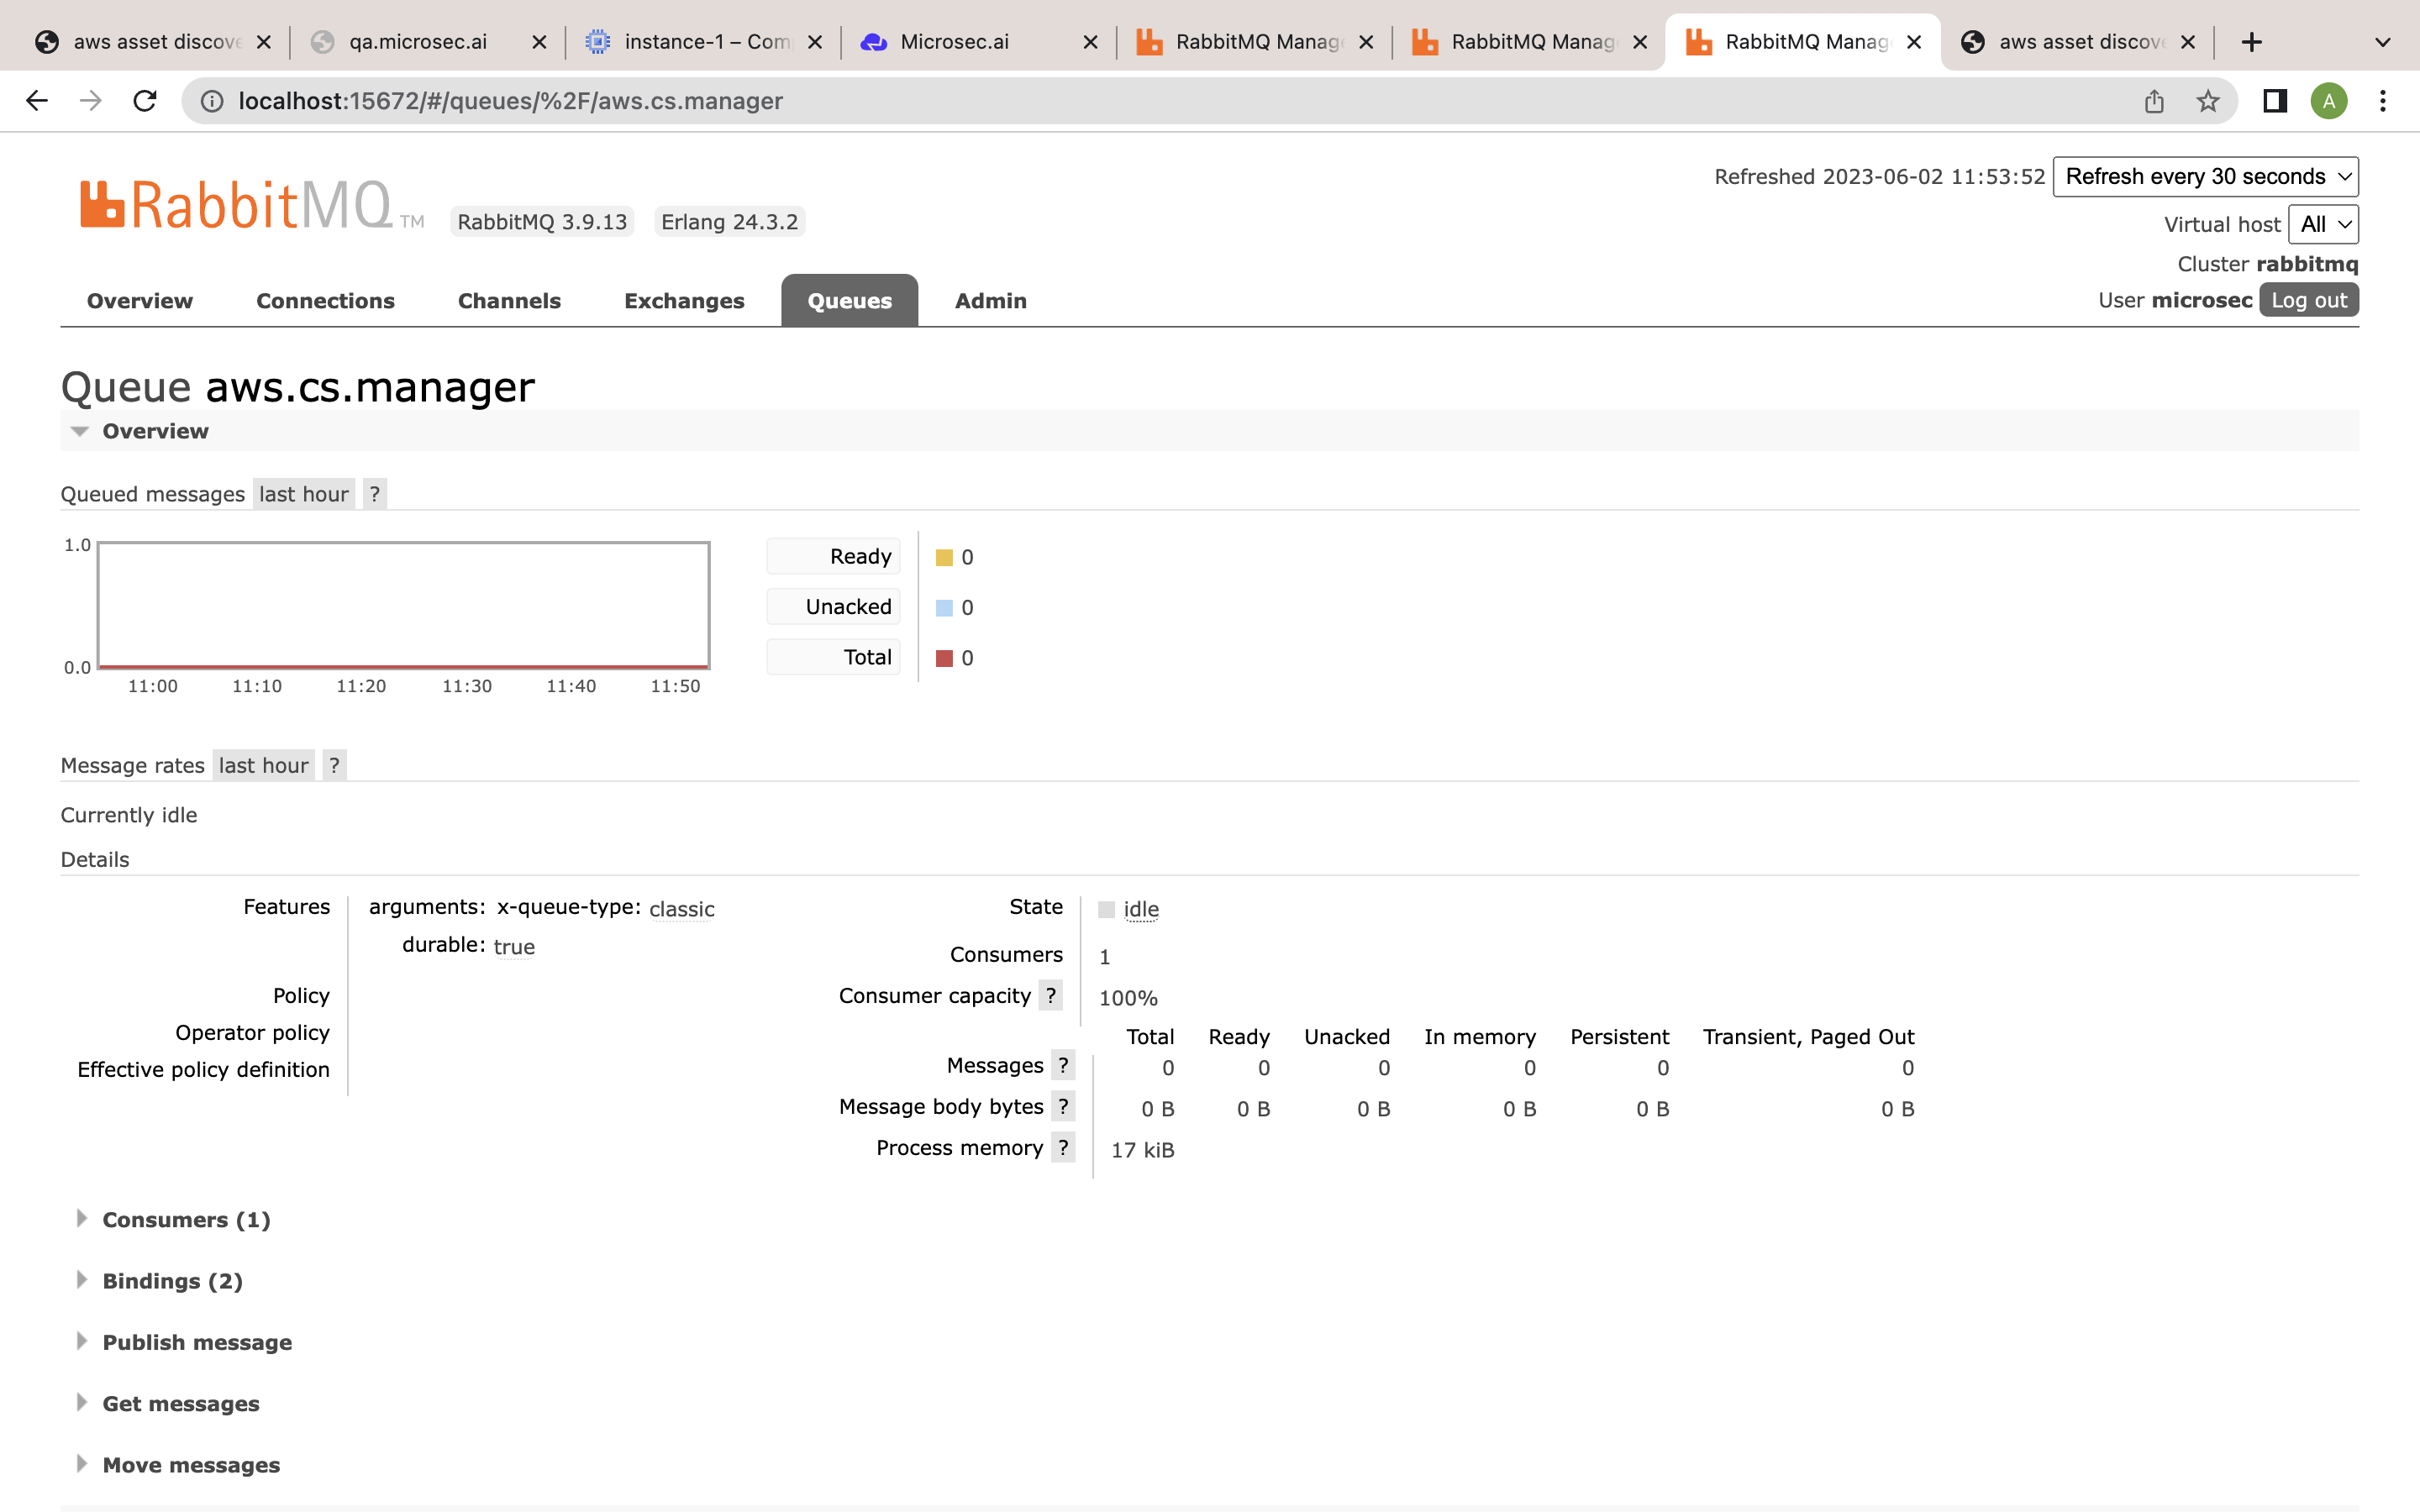 aws asset discove
qa.microsec.ai
instance-1 – Com
Microsec.ai
RabbitMQ Manag
RabbitMQ Manag
RabbitMQ Manag
aws asset discove
localhost:15672/#/queues/%2F/aws.cs.manager
A
RabbitMQ TM
RabbitMQ 3.9.13 Erlang 24.3.2
Refreshed 2023-06-02 11:53:52 Refresh every 30 seconds
Virtual host All
Cluster rabbitmq
User microsec Log out
Overview Connections Channels Exchanges Queues Admin
Queue aws.cs.manager
Overview
Queued messages last hour ?
1.0
0.0
11:00 11:10 11:20 11:30 11:40 11:50
Ready 0
Unacked 0
Total 0
Message rates last hour ?
Currently idle
Details
Features arguments: x-queue-type: classic
durable: true
Policy
Operator policy
Effective policy definition
State idle
Consumers 1
Consumer capacity ? 100%
Total Ready Unacked In memory Persistent Transient, Paged Out
Messages ? 0 0 0 0 0 0
Message body bytes ? 0 B 0 B 0 B 0 B 0 B 0 B
Process memory ? 17 kiB
Consumers (1)
Bindings (2)
Publish message
Get messages
Move messages